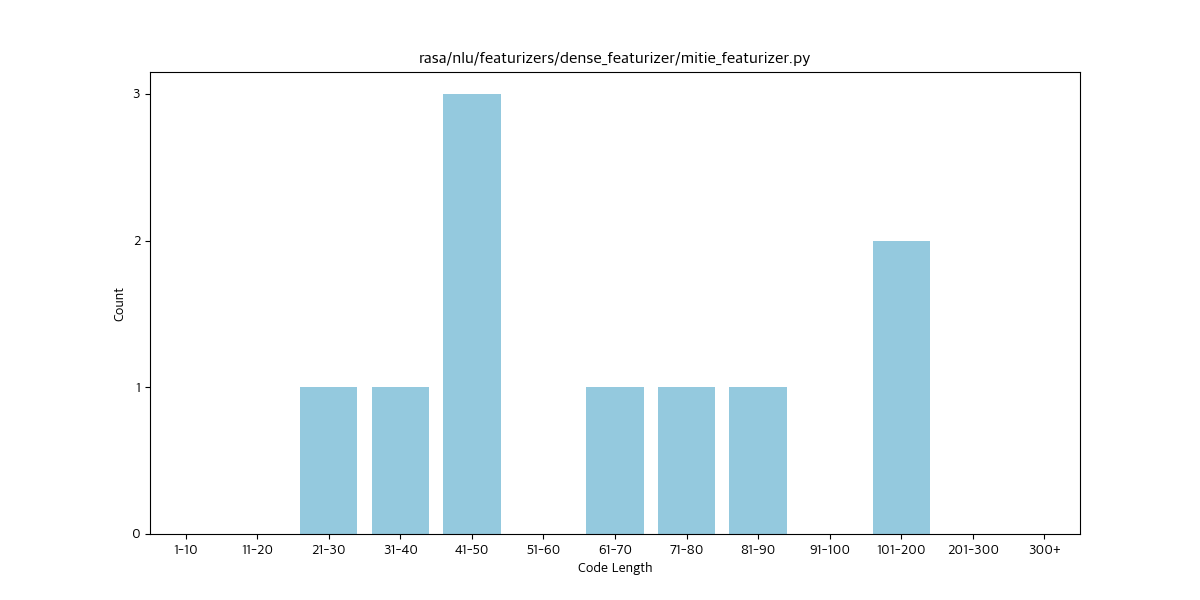 rasa/nlu/featurizers/dense_featurizer/mitie_featurizer.py
3
2
1
0
Count
1-10 11-20 21-30 31-40 41-50 51-60 61-70 71-80 81-90 91-100 101-200 201-300 300+
Code Length